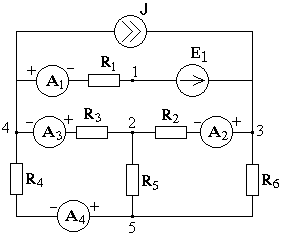 J
E1
+ A1 - R1 1
4 - A3 + R3 2 R2 - A2 + 3
R4 R5 R6
- A4 + 5